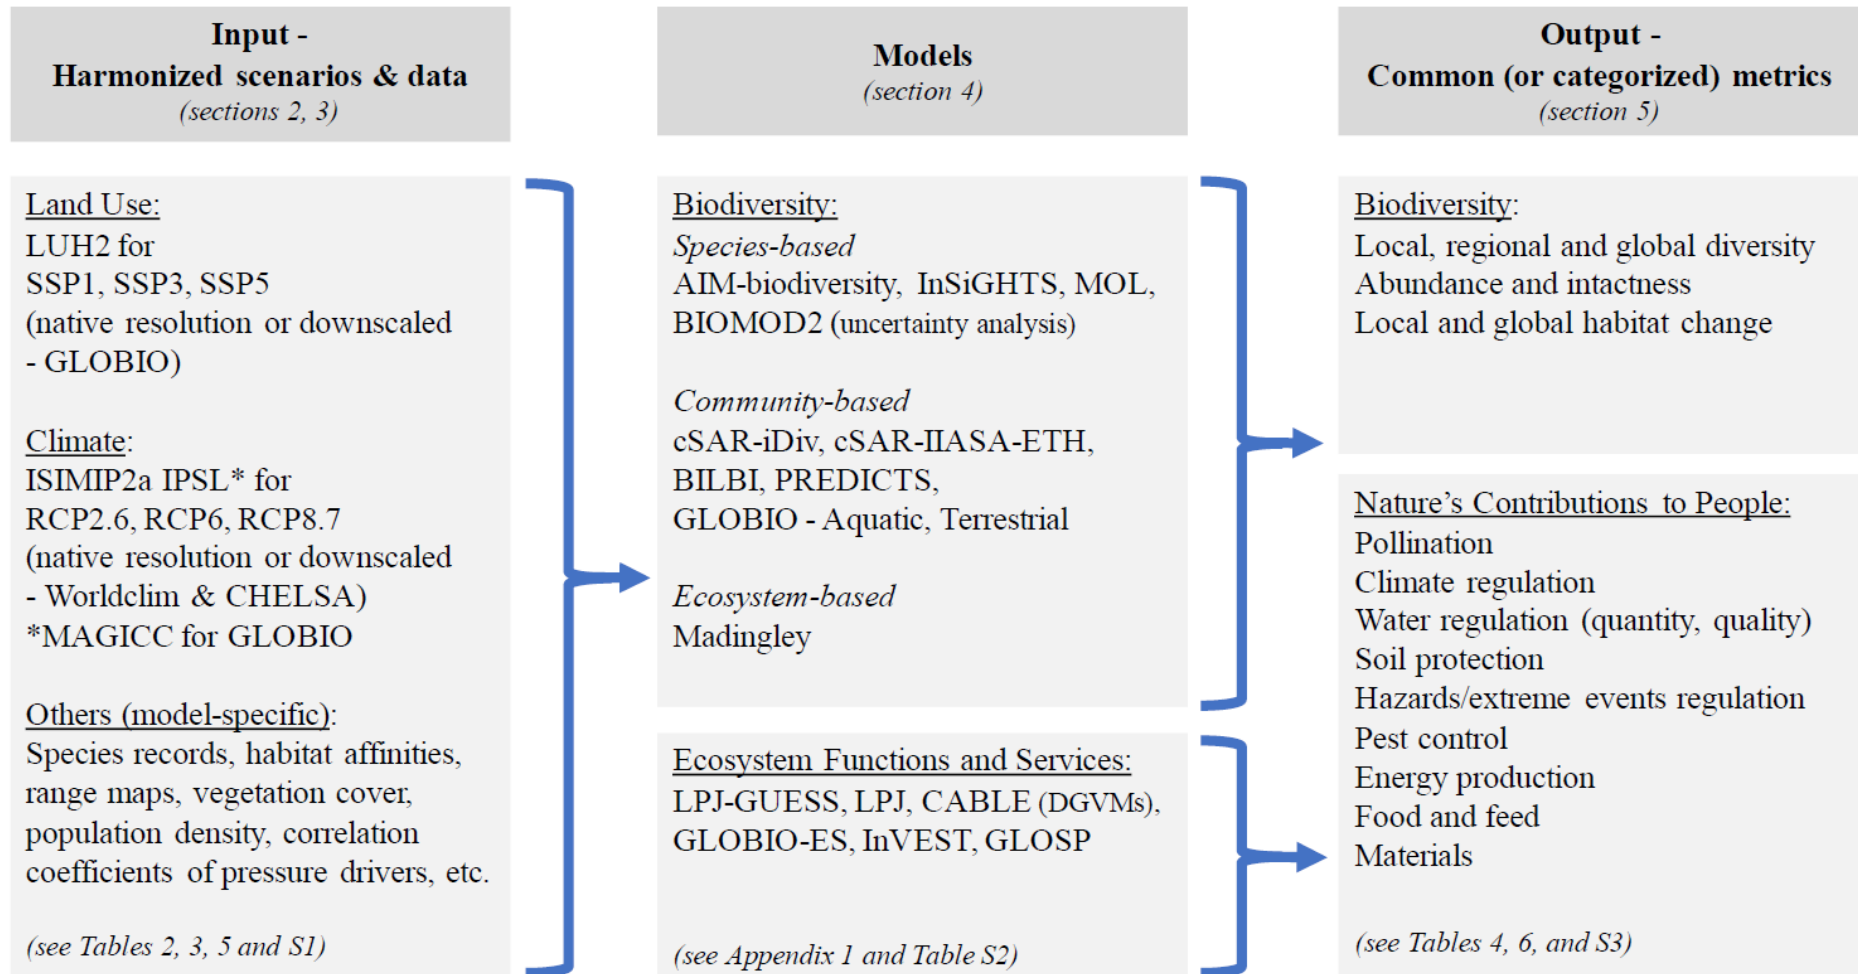 Input -
Harmonized scenarios & data
(sections 2, 3)
Land Use:
LUH2 for
SSP1, SSP3, SSP5
(native resolution or downscaled
- GLOBIO)
Climate:
ISIMIP2a IPSL* for
RCP2.6, RCP6, RCP8.7
(native resolution or downscaled
- Worldclim & CHELSA)
*MAGICC for GLOBIO
Others (model-specific):
Species records, habitat affinities,
range maps, vegetation cover,
population density, correlation
coefficients of pressure drivers, etc.
(see Tables 2, 3, 5 and S1)
Models
(section 4)
Biodiversity:
Species-based
AIM-biodiversity, InSiGHTS, MOL,
BIOMOD2 (uncertainty analysis)
Community-based
cSAR-iDiv, cSAR-IIASA-ETH,
BILBI, PREDICTS,
GLOBIO - Aquatic, Terrestrial
Ecosystem-based
Madingley
Ecosystem Functions and Services:
LPJ-GUESS, LPJ, CABLE (DGVMs),
GLOBIO-ES, InVEST, GLOSP
(see Appendix 1 and Table S2)
Output -
Common (or categorized) metrics
(section 5)
Biodiversity:
Local, regional and global diversity
Abundance and intactness
Local and global habitat change
Nature’s Contributions to People:
Pollination
Climate regulation
Water regulation (quantity, quality)
Soil protection
Hazards/extreme events regulation
Pest control
Energy production
Food and feed
Materials
(see Tables 4, 6, and S3)